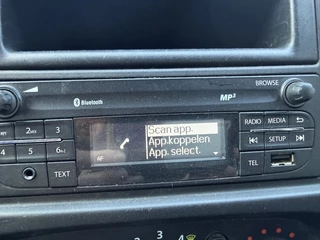 BROWSE
Bluetooth
MP3
2ABC 3
5 6
TEXT
AF
Scan app.
App.koppelen
App. select.
RADIO MEDIA
SETUP
TEL
4